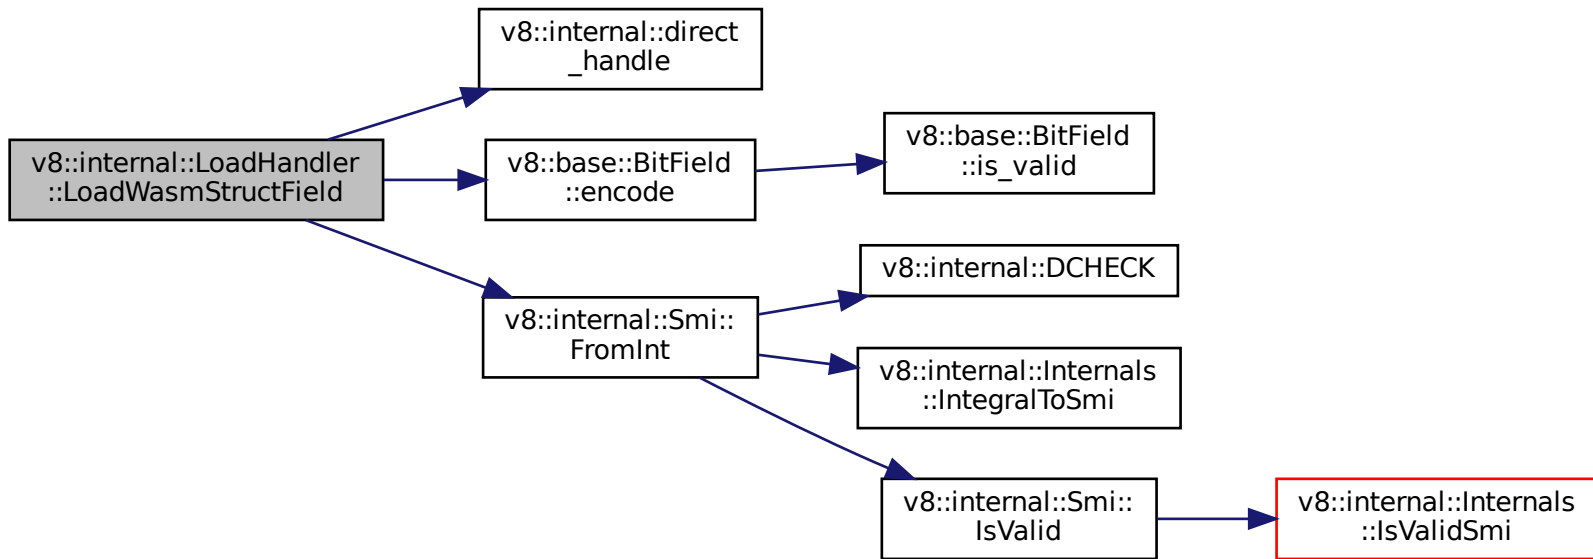 v8::internal::direct
_handle
v8::internal::LoadHandler
::LoadWasmStructField
v8::base::BitField
::encode
v8::base::BitField
::is_valid
v8::internal::Smi::
FromInt
v8::internal::DCHECK
v8::internal::Internals
::IntegralToSmi
v8::internal::Smi::
IsValid
v8::internal::Internals
::IsValidSmi